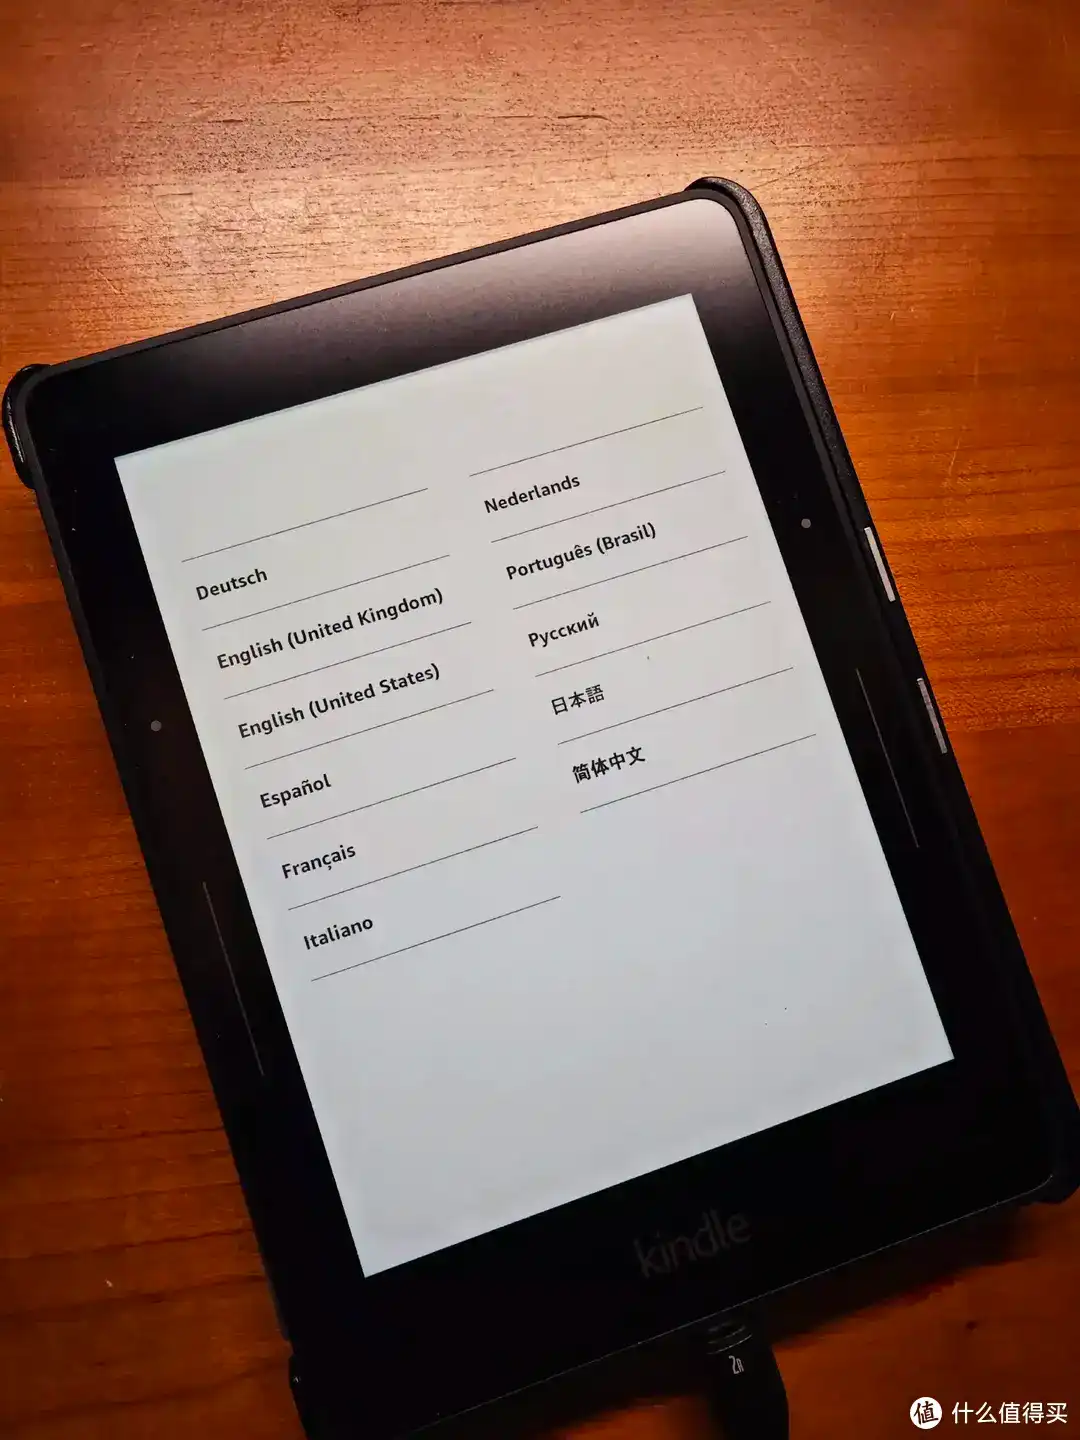 Deutsch
English (United Kingdom)
English (United States)
Español
Français
Italiano
Nederlands
Português (Brasil)
Русский
日本語
简体中文
kindle
值 什么值得买